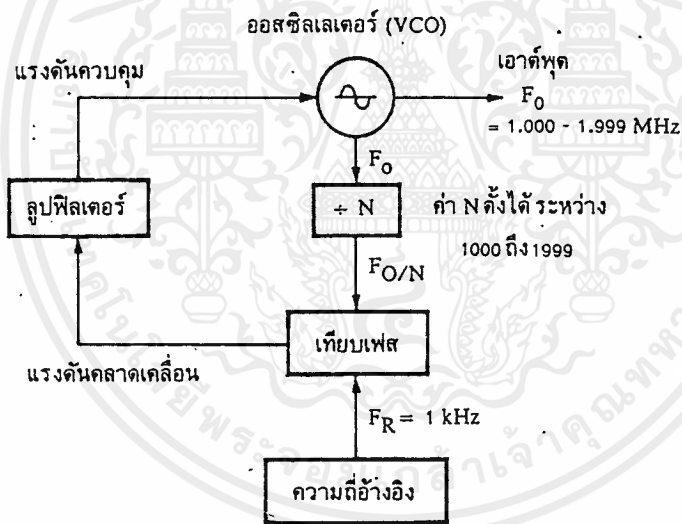 ออสซิลเลเตอร์ (VCO)
แรงดันควบคุม
เอาต์พุต
F₀
= 1.000 - 1.999 MHz
F₀
ลูปฟิลเตอร์
÷ N
ค่า N ตั้งได้ ระหว่าง
1000 ถึง 1999
F_O/N
เทียบเฟส
แรงดันคลาดเคลื่อน
F_R = 1 kHz
ความถี่อ้างอิง